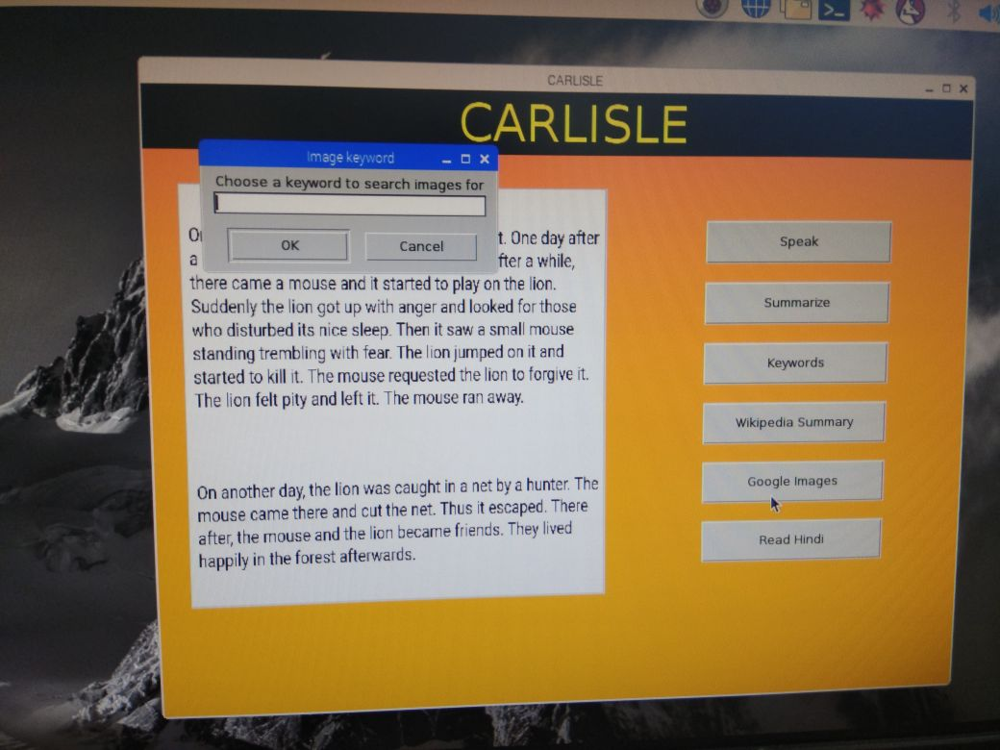 CARLISLE
CARLISLE
Image keyword
Choose a keyword to search images for
OK
Cancel
t. One day after
a
fter a while,
there came a mouse and it started to play on the lion.
Suddenly the lion got up with anger and looked for those
who disturbed its nice sleep. Then it saw a small mouse
standing trembling with fear. The lion jumped on it and
started to kill it. The mouse requested the lion to forgive it.
The lion felt pity and left it. The mouse ran away.
On another day, the lion was caught in a net by a hunter. The
mouse came there and cut the net. Thus it escaped. There
after, the mouse and the lion became friends. They lived
happily in the forest afterwards.
Speak
Summarize
Keywords
Wikipedia Summary
Google Images
Read Hindi